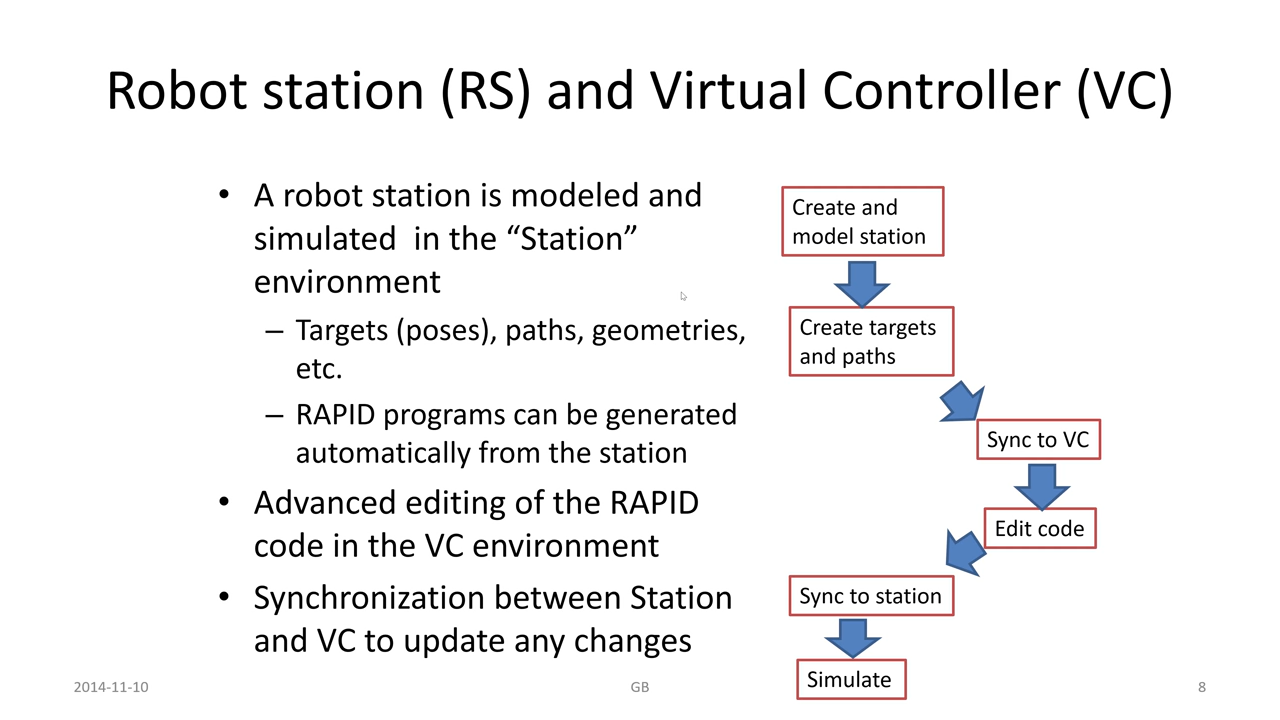 Robot station (RS) and Virtual Controller (VC)
• A robot station is modeled and
simulated in the “Station”
environment
– Targets (poses), paths, geometries,
etc.
– RAPID programs can be generated
automatically from the station
• Advanced editing of the RAPID
code in the VC environment
• Synchronization between Station
and VC to update any changes
Create and
model station
Create targets
and paths
Sync to VC
Edit code
Sync to station
Simulate
2014-11-10
GB
8